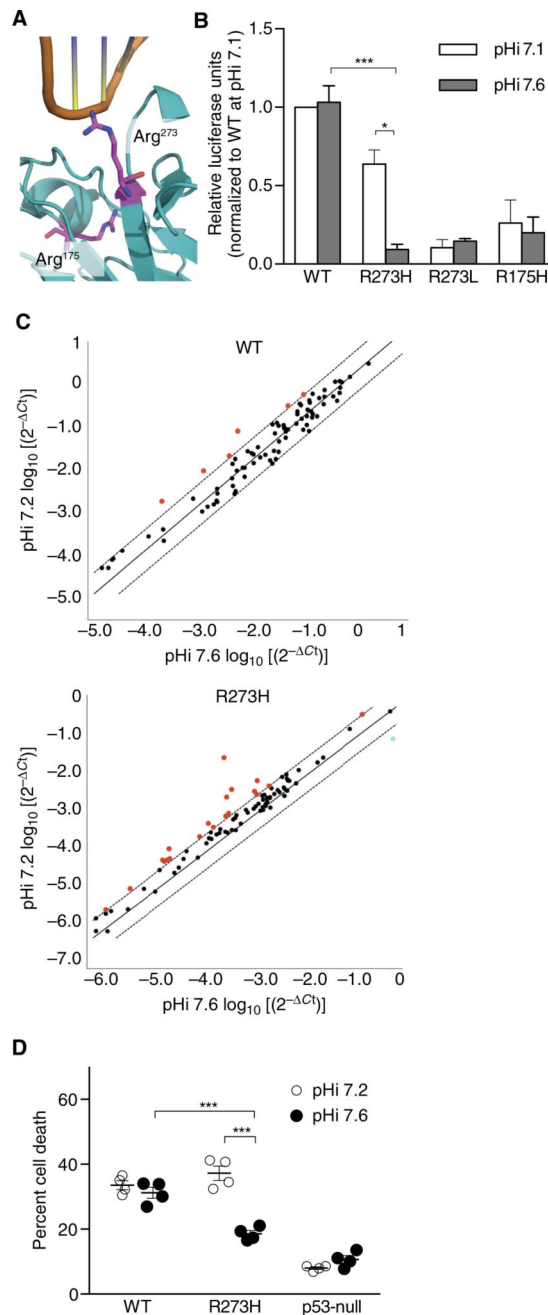 A
Arg273
Arg175
B
Relative luciferase units
(normalized to WT at pHi 7.1)
1.5
1.0
0.5
0.0
***
*
pHi 7.1
pHi 7.6
WT R273H R273L R175H
C
WT
pHi 7.2 log10 [(2–ΔCt)]
1
0
–1.0
–2.0
–3.0
–4.0
–5.0
–5.0 –4.0 –3.0 –2.0 –1.0 0 1
pHi 7.6 log10 [(2–ΔCt)]
R273H
pHi 7.2 log10 [(2–ΔCt)]
0
–1.0
–2.0
–3.0
–4.0
–5.0
–6.0
–7.0
–6.0 –5.0 –4.0 –3.0 –2.0 –1.0 0
pHi 7.6 log10 [(2–ΔCt)]
D
Percent cell death
60
40
20
0
***
***
pHi 7.2
pHi 7.6
WT R273H p53-null